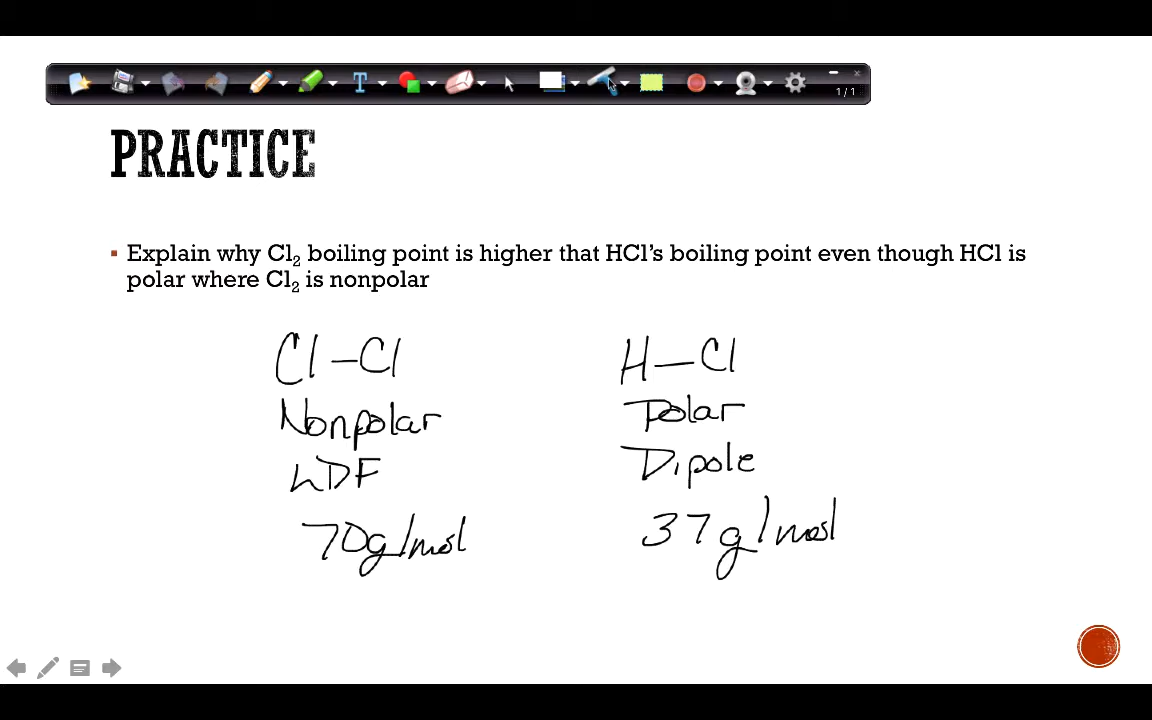 1/1
PRACTICE
Explain why Cl₂ boiling point is higher that HCl's boiling point even though HCl is
polar where Cl₂ is nonpolar
Cl-Cl H-Cl
Nonpolar Polar
LDF Dipole
70g/mol 37g/mol